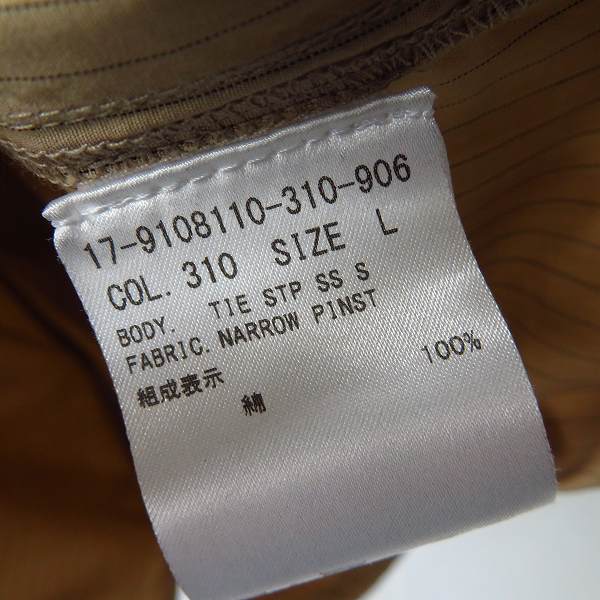 17-9108110-310-906
COL. 310 SIZE L
BODY. TIE STP SS S
FABRIC. NARROW PINST
組成表示
綿 100%